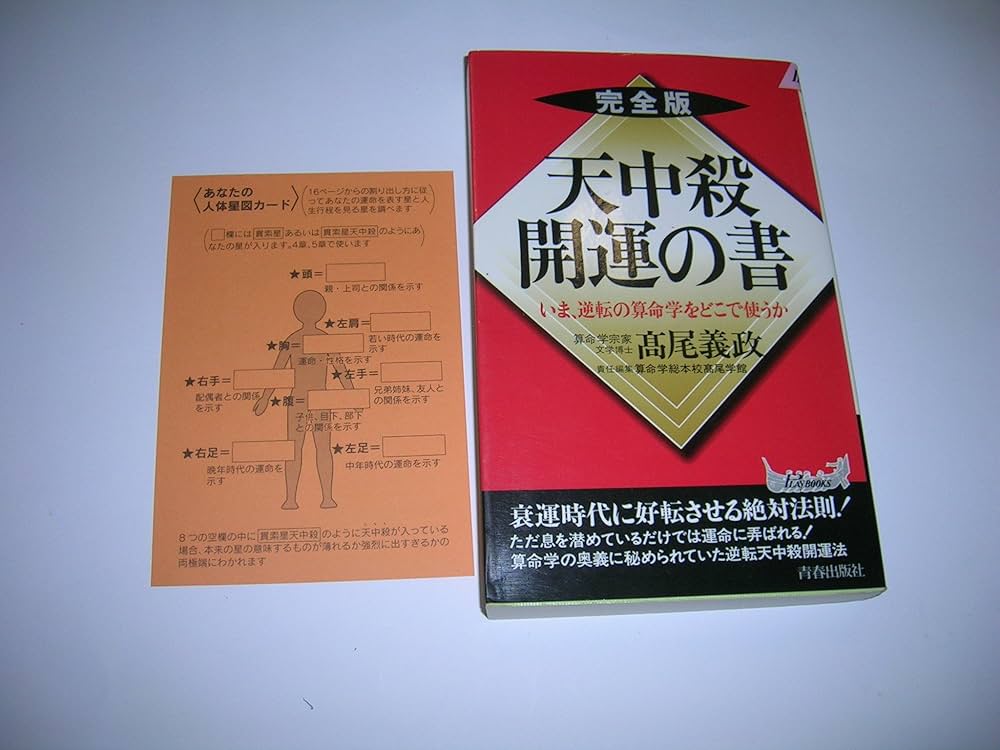 〈あなたの
人体星図カード〉
(16ページからの割り出し方に従
ってあなたの運命を表す星と人
生行程を見る星を調べます)
(□欄には貫索星あるいは貫索星天中殺のようにあ
なたの星が入ります。4章、5章で使います)
★頭=
親・上司との関係を示す
★左肩=
若い時代の運命を
示す
★胸=
運命・性格を示す
★左手=
兄弟姉妹、友人と
の関係を示す
★右手=
配偶者との関係
を示す
★腹=
子供、目下、部下
との関係を示す
★右足=
晩年時代の運命を
示す
★左足=
中年時代の運命を示す
8つの空欄の中に貫索星天中殺のように天中殺が入っている
場合、本来の星の意味するものが薄れるか強烈に出すぎるかの
両極端にわかれます
完全版
天中殺
開運の書
いま、逆転の算命学をどこで使うか
算命学宗家
文学博士
髙尾義政
責任編集 算命学総本校髙尾学館
PLAY BOOKS
衰運時代に好転させる絶対法則!
ただ息を潜めているだけでは運命に弄ばれる!
算命学の奥義に秘められていた逆転天中殺開運法
青春出版社